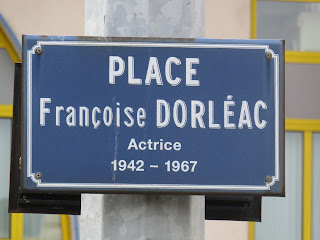 PLACE
Françoise DORLÉAC
Actrice
1942 – 1967